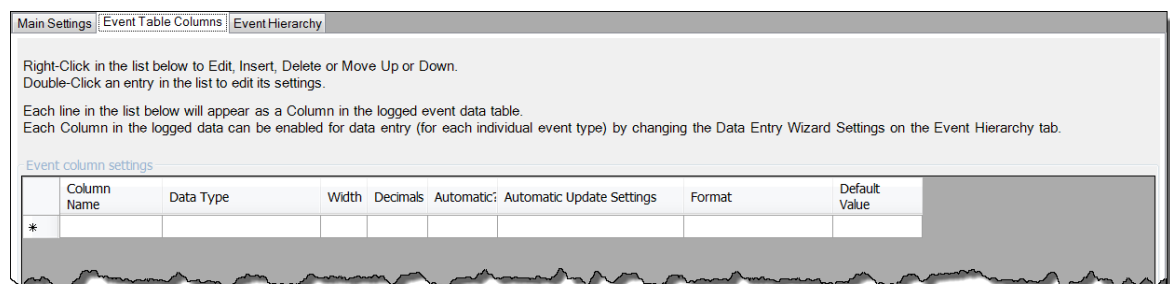 Main Settings Event Table Columns Event Hierarchy
Right-Click in the list below to Edit, Insert, Delete or Move Up or Down.
Double-Click an entry in the list to edit its settings.
Each line in the list below will appear as a Column in the logged event data table.
Each Column in the logged data can be enabled for data entry (for each individual event type) by changing the Data Entry Wizard Settings on the Event Hierarchy tab.
Event column settings
Column Name Data Type Width Decimals Automatic? Automatic Update Settings Format Default Value
*